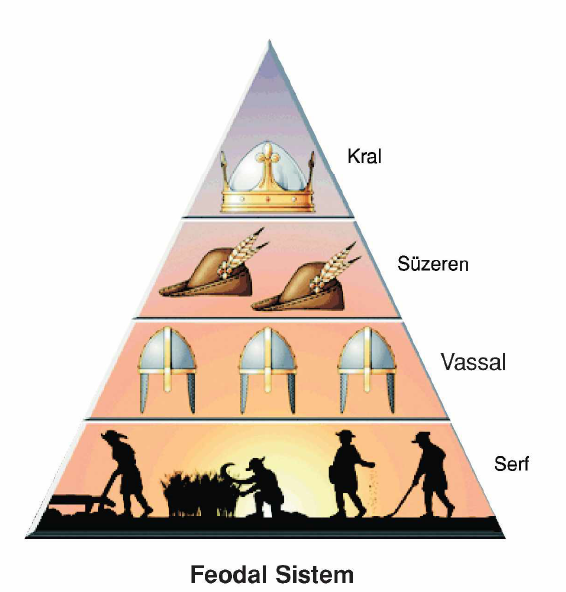 Kral
Süzeren
Vassal
Serf
Feodal Sistem